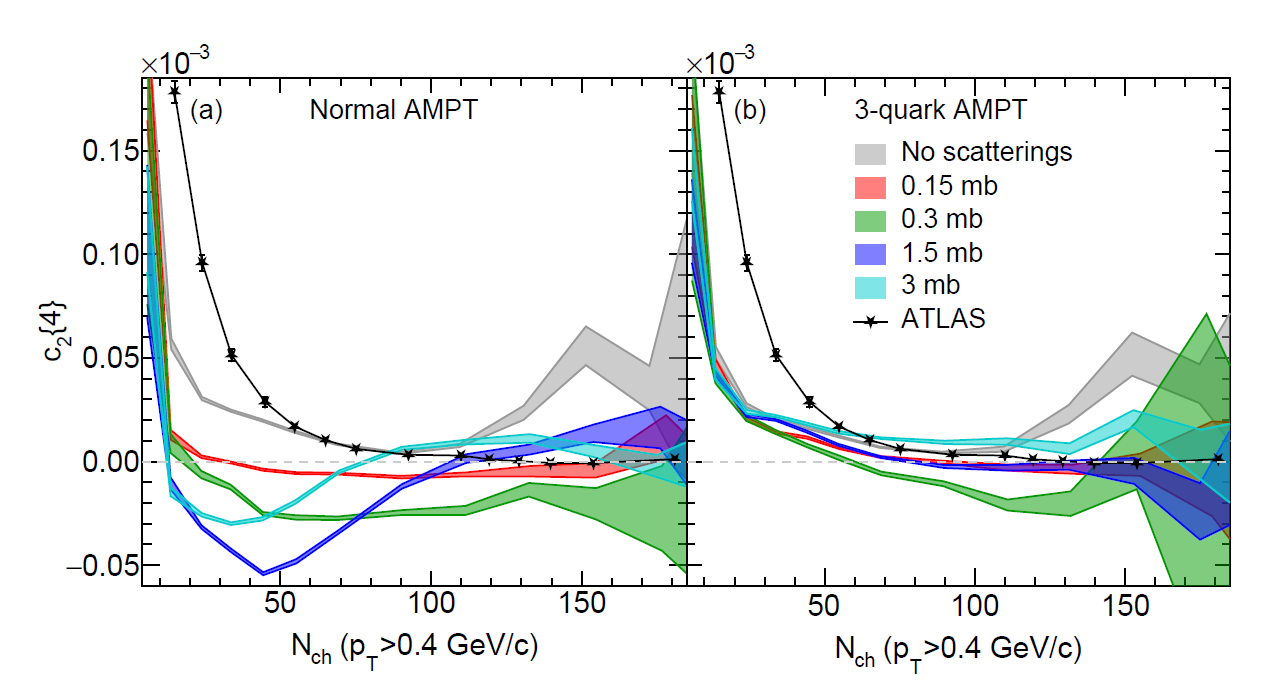 ×10⁻³ ×10⁻³
(a) Normal AMPT (b) 3-quark AMPT
No scatterings
0.15 mb
0.3 mb
1.5 mb
3 mb
ATLAS
0.15
0.10
0.05
0.00
−0.05
c₂{4}
50 100 150 50 100 150
N_ch (p_T>0.4 GeV/c) N_ch (p_T>0.4 GeV/c)